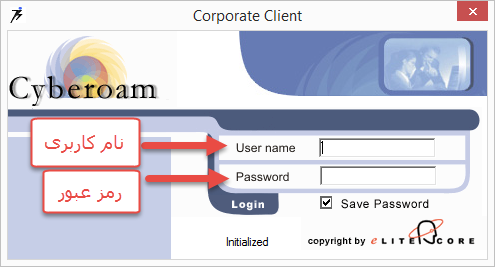 Corporate Client
Cyberoam
نام کاربری
User name
رمز عبور
Password
Login
Save Password
Initialized
copyright by eLITECORE